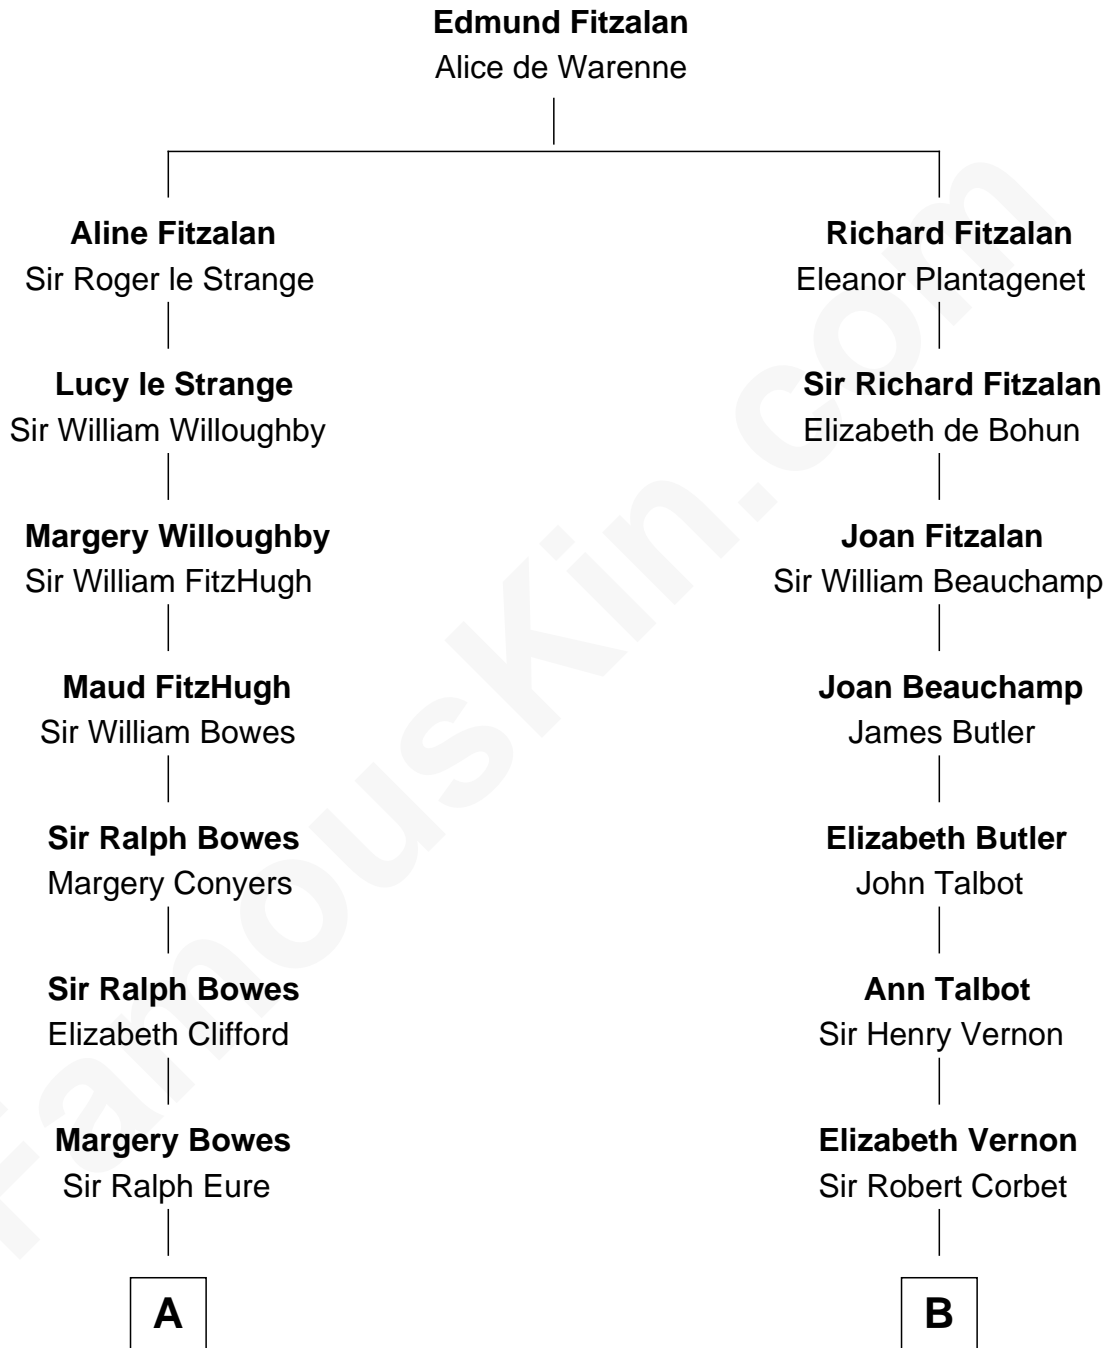 Edmund Fitzalan
Alice de Warenne
Aline Fitzalan
Sir Roger le Strange
Richard Fitzalan
Eleanor Plantagenet
Lucy le Strange
Sir William Willoughby
Sir Richard Fitzalan
Elizabeth de Bohun
Margery Willoughby
Sir William FitzHugh
Joan Fitzalan
Sir William Beauchamp
Maud FitzHugh
Sir William Bowes
Joan Beauchamp
James Butler
Sir Ralph Bowes
Margery Conyers
Elizabeth Butler
John Talbot
Sir Ralph Bowes
Elizabeth Clifford
Ann Talbot
Sir Henry Vernon
Margery Bowes
Sir Ralph Eure
Elizabeth Vernon
Sir Robert Corbet
A
B
FamousKin.com